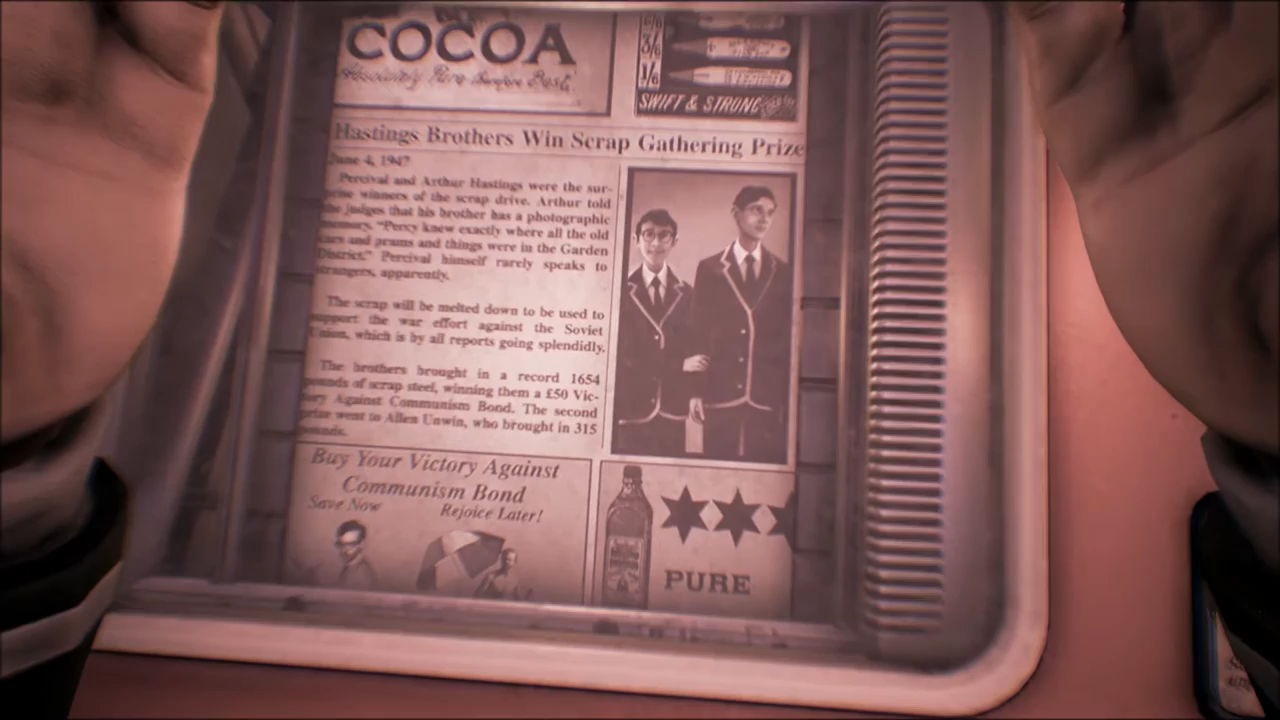 COCOA
Absolutely Pure
3/6
1/6
SWIFT & STRONG
Hastings Brothers Win Scrap Gathering Prize
June 4, 1947
Percival and Arthur Hastings were the sur-
prise winners of the scrap drive. Arthur told
the judges that his brother has a photographic
memory. "Percy knew exactly where all the old
cars and prams and things were in the Garden
District." Percival himself rarely speaks to
strangers, apparently.
The scrap will be melted down to be used to
support the war effort against the Soviet
Union, which is by all reports going splendidly.
The brothers brought in a record 1654
pounds of scrap steel, winning them a £50 Vic-
tory Against Communism Bond. The second
prize went to Allen Unwin, who brought in 315
pounds.
Buy Your Victory Against
Communism Bond
Save Now
Rejoice Later!
PURE